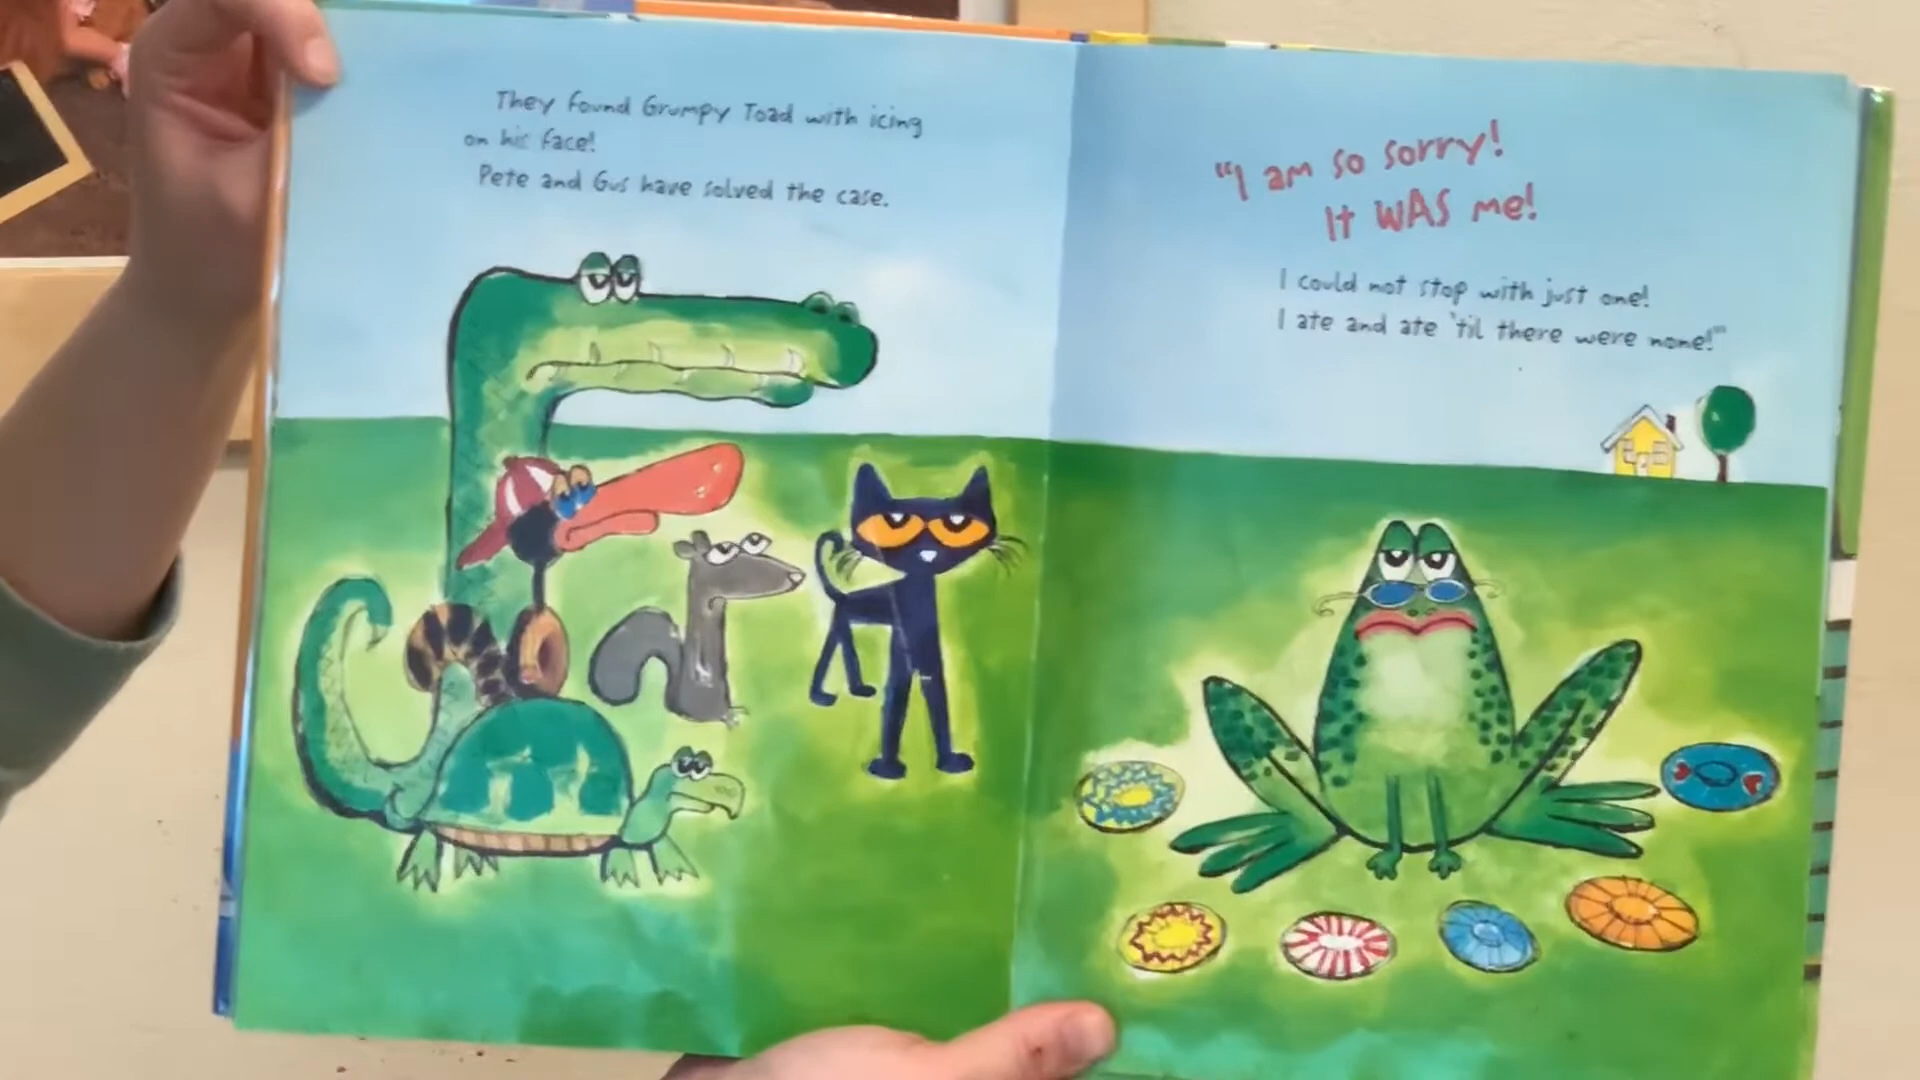 They found Grumpy Toad with icing
on his face!
Pete and Gus have solved the case.
"I am so sorry!
It WAS me!
I could not stop with just one!
I ate and ate 'til there were none!"